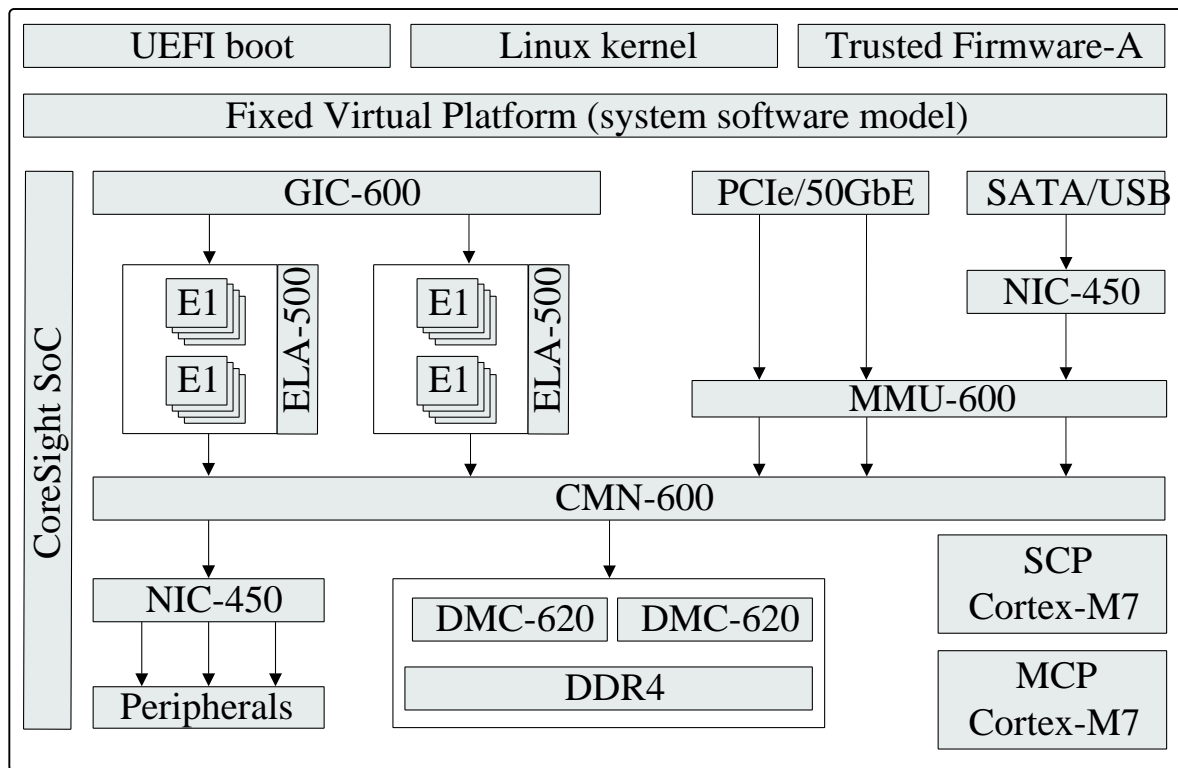 UEFI boot
Linux kernel
Trusted Firmware-A
Fixed Virtual Platform (system software model)
CoreSight SoC
GIC-600
PCIe/50GbE
SATA/USB
E1
E1
ELA-500
E1
E1
ELA-500
NIC-450
MMU-600
CMN-600
NIC-450
Peripherals
DMC-620
DMC-620
DDR4
SCP
Cortex-M7
MCP
Cortex-M7